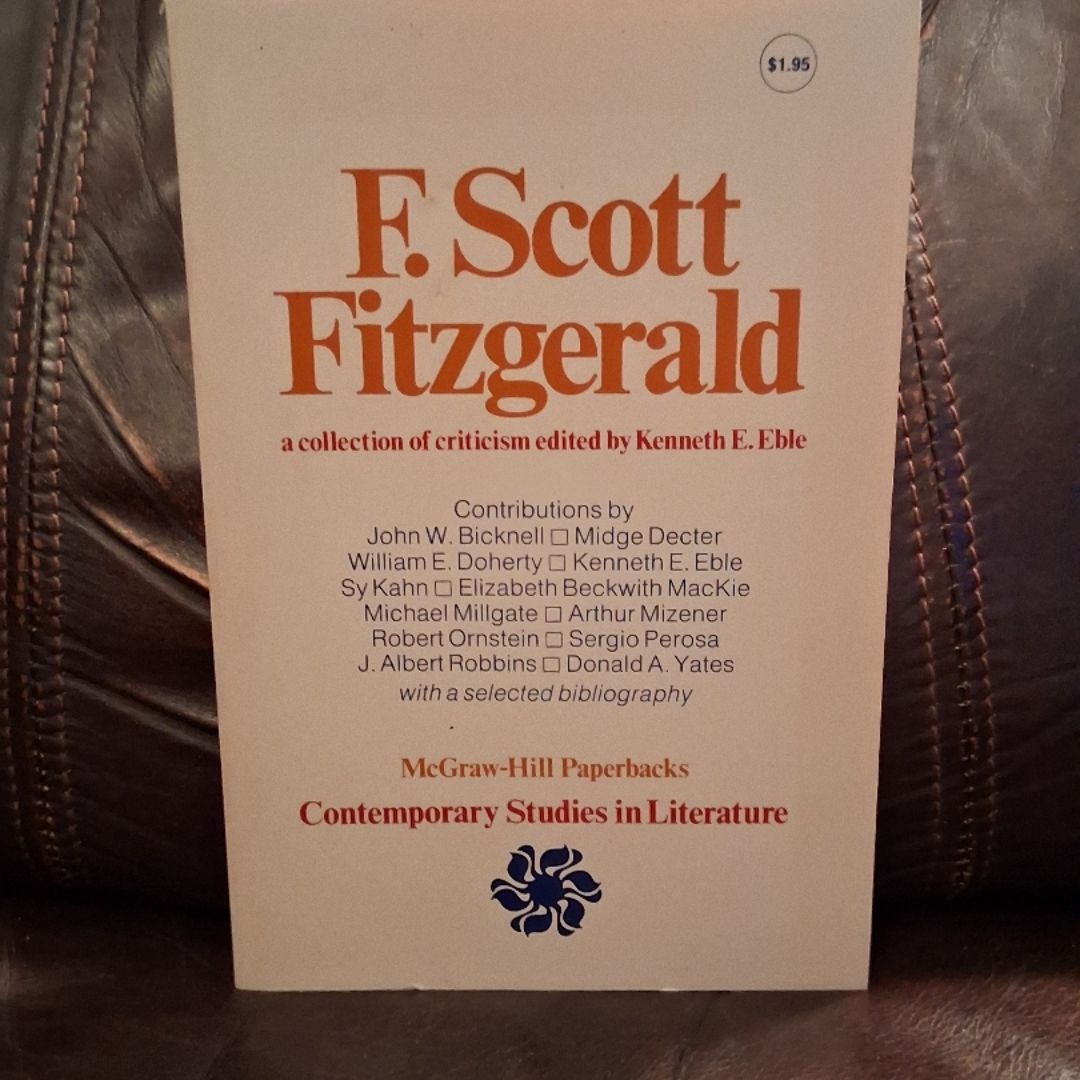 $1.95
F. Scott
Fitzgerald
a collection of criticism edited by Kenneth E. Eble
Contributions by
John W. Bicknell □ Midge Decter
William E. Doherty □ Kenneth E. Eble
Sy Kahn □ Elizabeth Beckwith MacKie
Michael Millgate □ Arthur Mizener
Robert Ornstein □ Sergio Perosa
J. Albert Robbins □ Donald A. Yates
with a selected bibliography
McGraw-Hill Paperbacks
Contemporary Studies in Literature